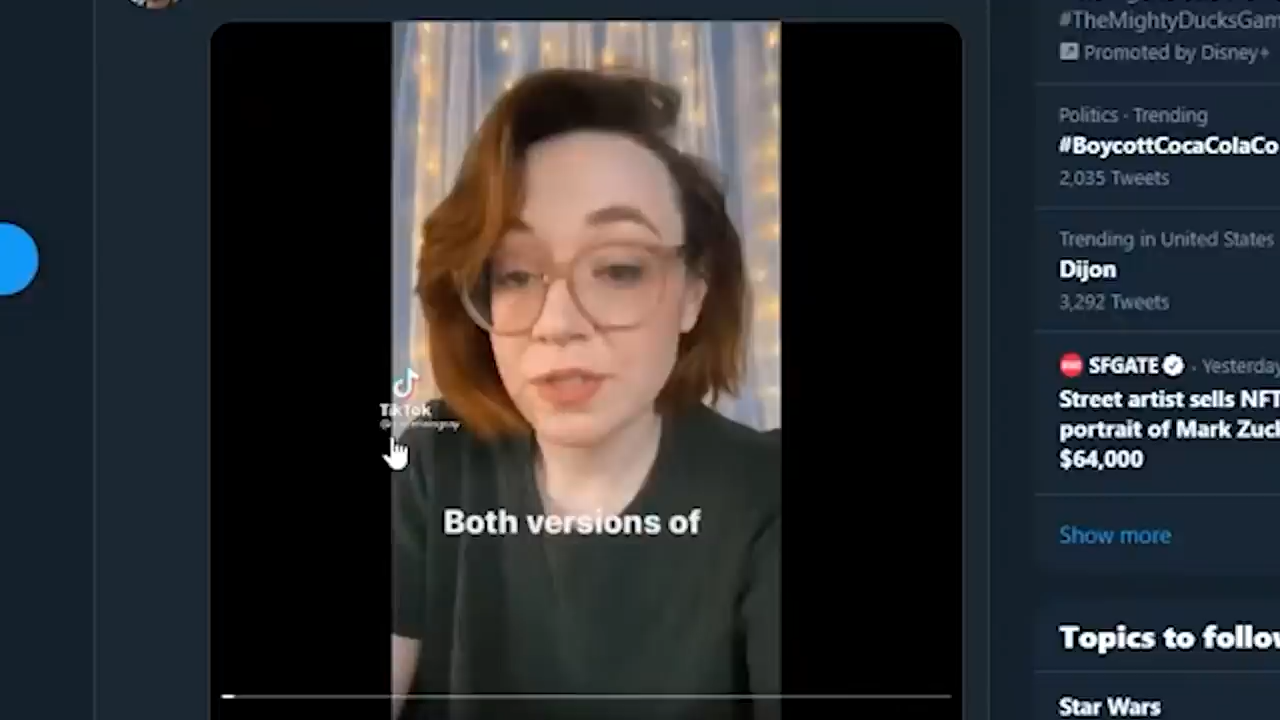 #TheMightyDucksGam
Promoted by Disney+
Politics · Trending
#BoycottCocaColaCo
2,035 Tweets
Trending in United States
Dijon
3,292 Tweets
SFGATE · Yesterday
Street artist sells NFT
portrait of Mark Zuck
$64,000
Show more
Topics to follow
Star Wars
TikTok
Both versions of